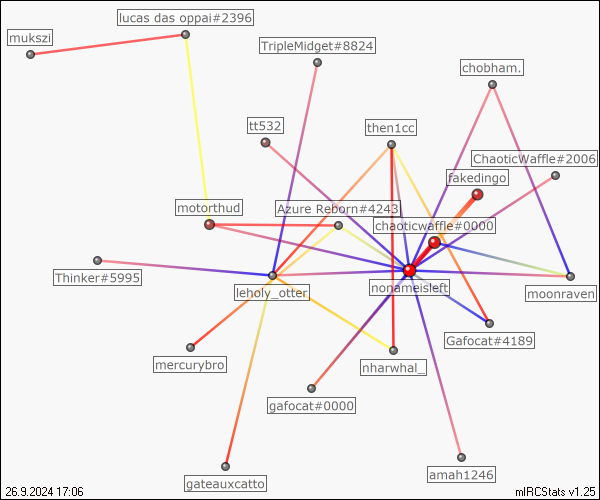 lucas das oppai#2396
mukszi
TripleMidget#8824
chobham.
tt532
then1cc
ChaoticWaffle#2006
fakedingo
motorthud
Azure Reborn#4243
chaoticwaffle#0000
Thinker#5995
leholy_otter
nonameisleft
moonraven
Gafocat#4189
mercurybro
nharwhal_
gafocat#0000
amah1246
gateauxcatto
26.9.2024 17:06
mIRCStats v1.25